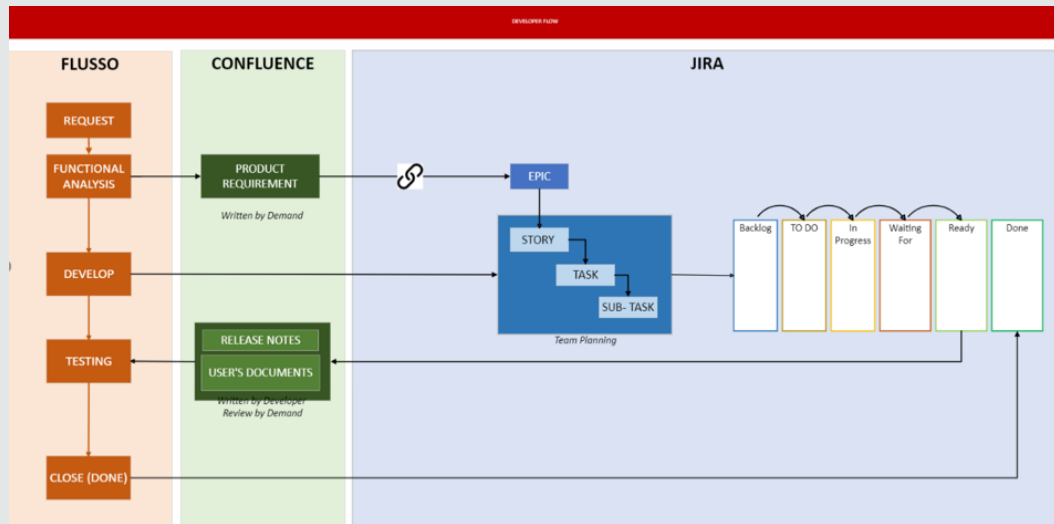 DEVELOPER FLOW
FLUSSO
CONFLUENCE
JIRA
REQUEST
FUNCTIONAL
ANALYSIS
PRODUCT
REQUIREMENT
Written by Demand
EPIC
STORY
TASK
SUB- TASK
Team Planning
Backlog
TO DO
In
Progress
Waiting
For
Ready
Done
DEVELOP
TESTING
RELEASE NOTES
USER'S DOCUMENTS
Written by Developer
Review by Demand
CLOSE (DONE)